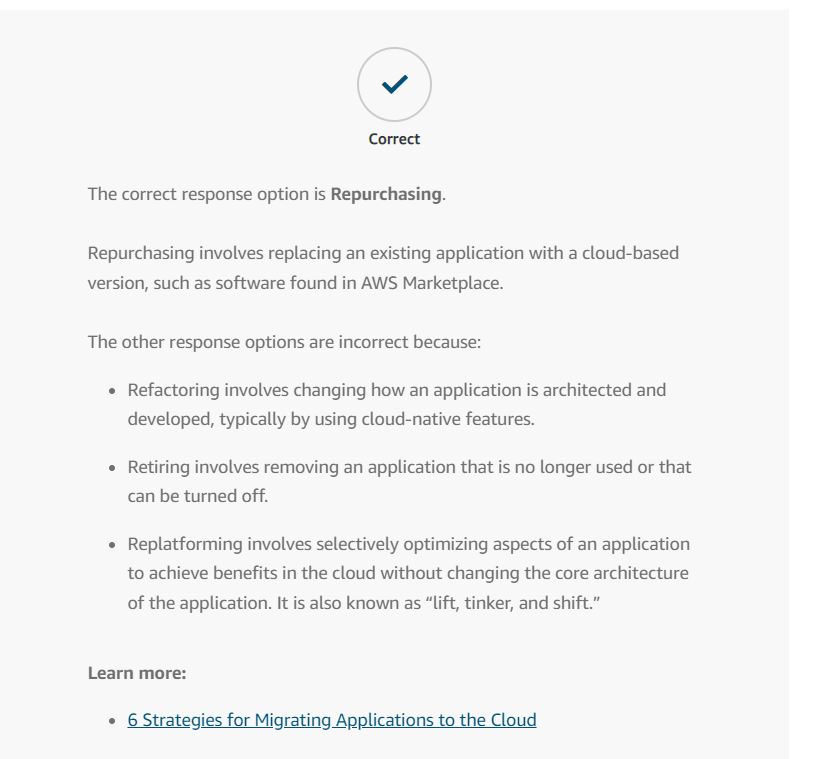 Correct
The correct response option is Repurchasing.
Repurchasing involves replacing an existing application with a cloud-based
version, such as software found in AWS Marketplace.
The other response options are incorrect because:
• Refactoring involves changing how an application is architected and
developed, typically by using cloud-native features.
• Retiring involves removing an application that is no longer used or that
can be turned off.
• Replatforming involves selectively optimizing aspects of an application
to achieve benefits in the cloud without changing the core architecture
of the application. It is also known as “lift, tinker, and shift.”
Learn more:
• 6 Strategies for Migrating Applications to the Cloud